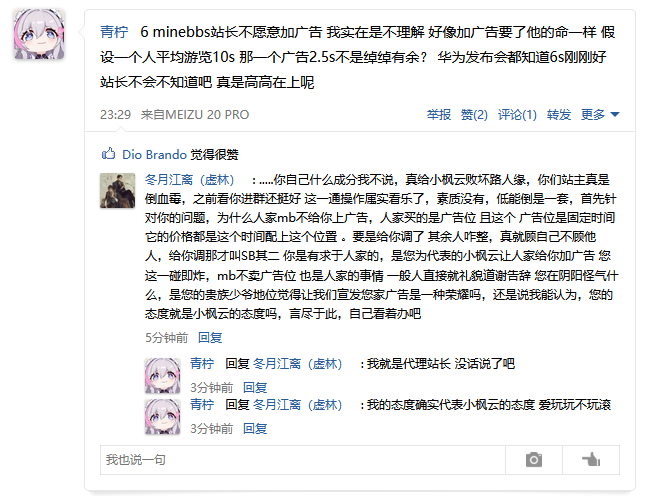 青柠 6 minebbs站长不愿意加广告 我实在是不理解 好像加广告要了他的命一样 假
设一个人平均游览10s 那一个广告2.5s不是绰绰有余? 华为发布会都知道6s刚刚好
站长不会不知道吧 真是高高在上呢
23:29 来自MEIZU 20 PRO 举报 赞(2) 评论(1) 转发 更多
Dio Brando 觉得很赞
冬月江离（虚林） : .....你自己什么成分我不说，真给小枫云败坏路人缘，你们站主真是
倒血霉，之前看你进群还挺好 这一通操作属实看乐了，素质没有，低能倒是一套，首先针
对你的问题，为什么人家mb不给你上广告，人家买的是广告位 且这个 广告位是固定时间
它的价格都是这个时间配上这个位置 。要是给你调了 其余人咋整，真就顾自己不顾他
人，给你调那才叫SB其二 你是有求于人家的，是您为代表的小枫云让人家给你加广告 您
这一碰即炸，mb不卖广告位 也是人家的事情 一般人直接就礼貌道谢告辞 您在阴阳怪气什
么，是您的贵族少爷地位觉得让我们宣发您家广告是一种荣耀吗，还是说我能认为，您的
态度就是小枫云的态度吗，言尽于此，自己看着办吧
5分钟前 回复
青柠 回复 冬月江离（虚林） : 我就是代理站长 没话说了吧
3分钟前 回复
青柠 回复 冬月江离（虚林） : 我的态度确实代表小枫云的态度 爱玩玩不玩滚
3分钟前 回复
我也说一句